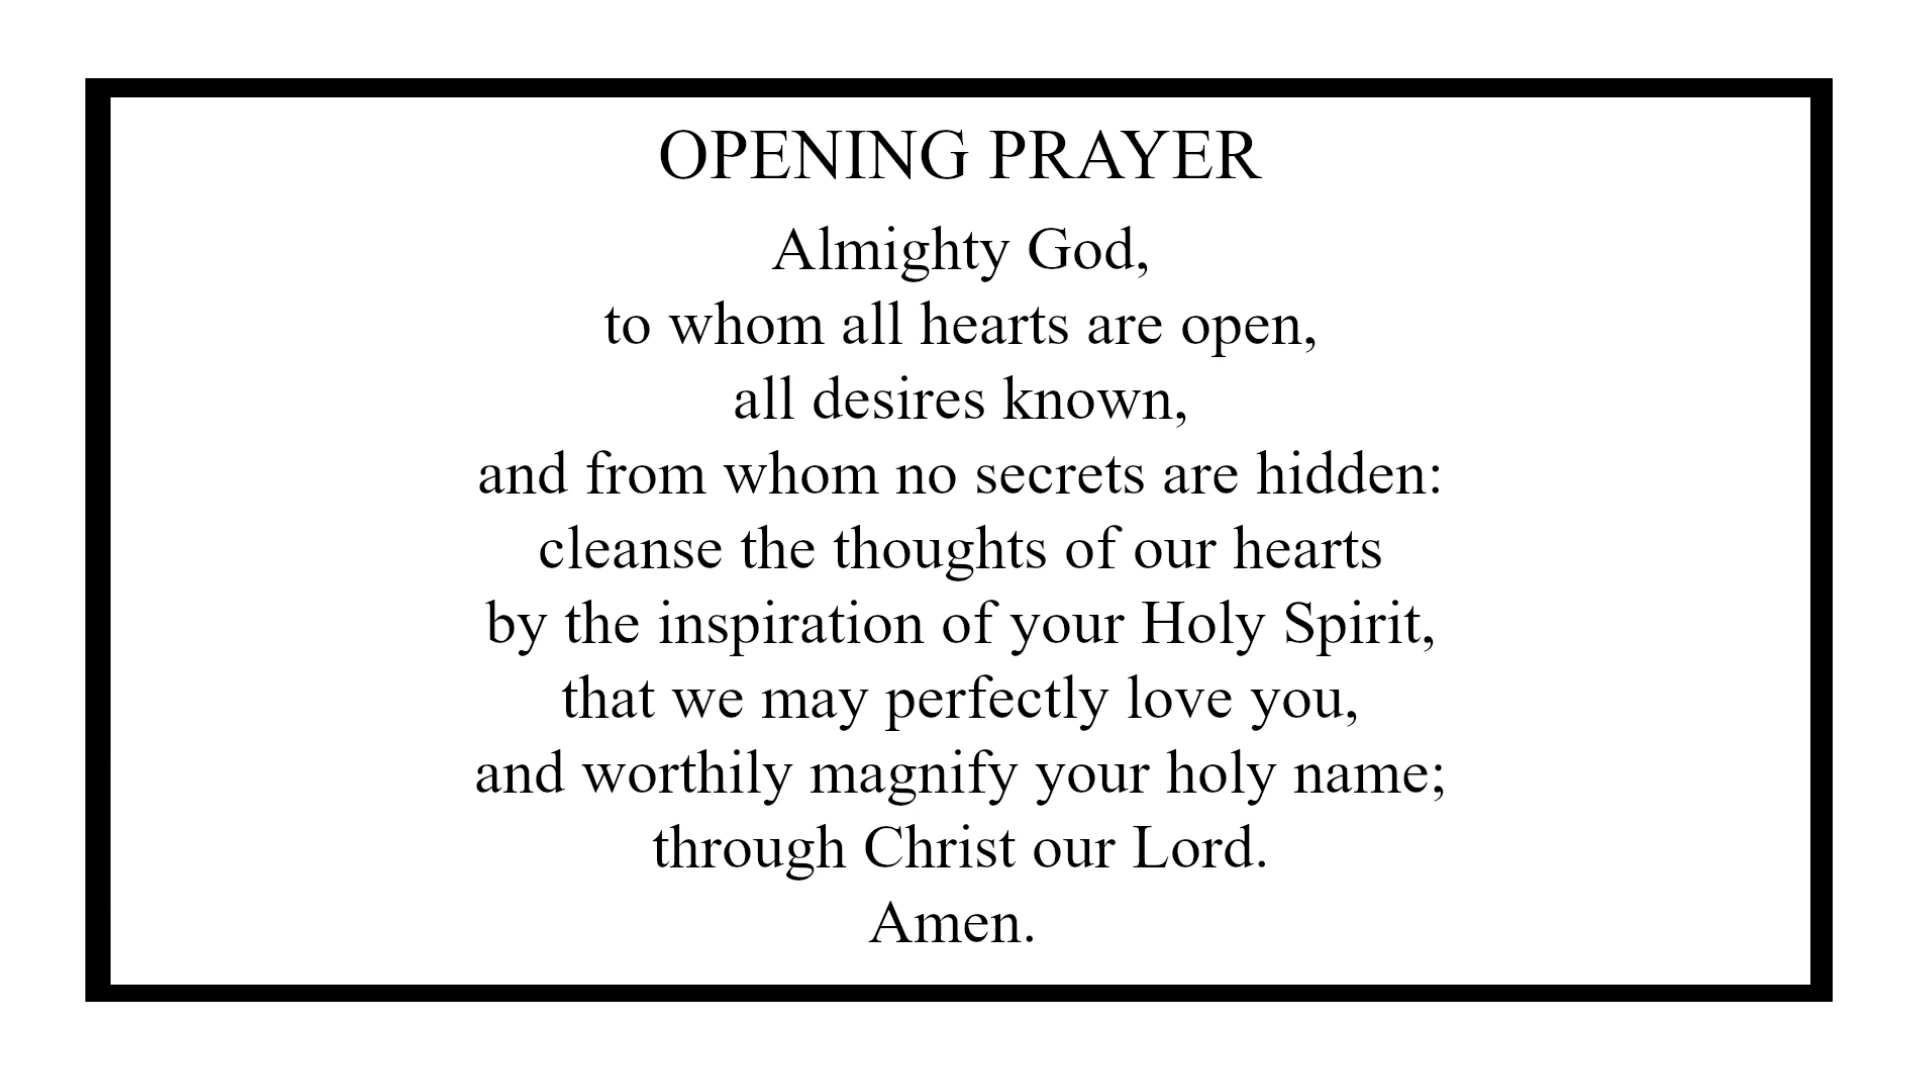 OPENING PRAYER
Almighty God,
to whom all hearts are open,
all desires known,
and from whom no secrets are hidden:
cleanse the thoughts of our hearts
by the inspiration of your Holy Spirit,
that we may perfectly love you,
and worthily magnify your holy name;
through Christ our Lord.
Amen.